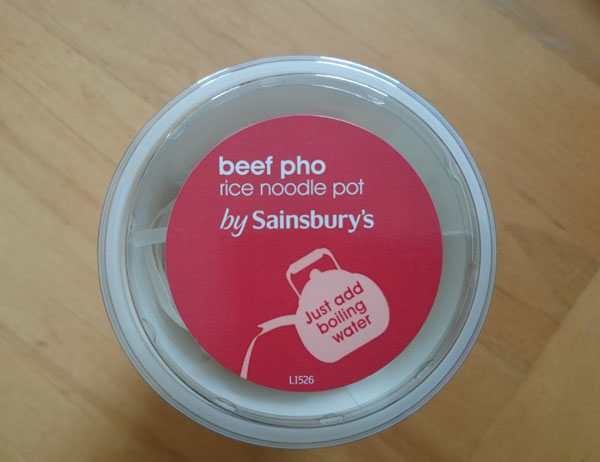 beef pho
rice noodle pot
by Sainsbury's
Just add
boiling
water
L1526